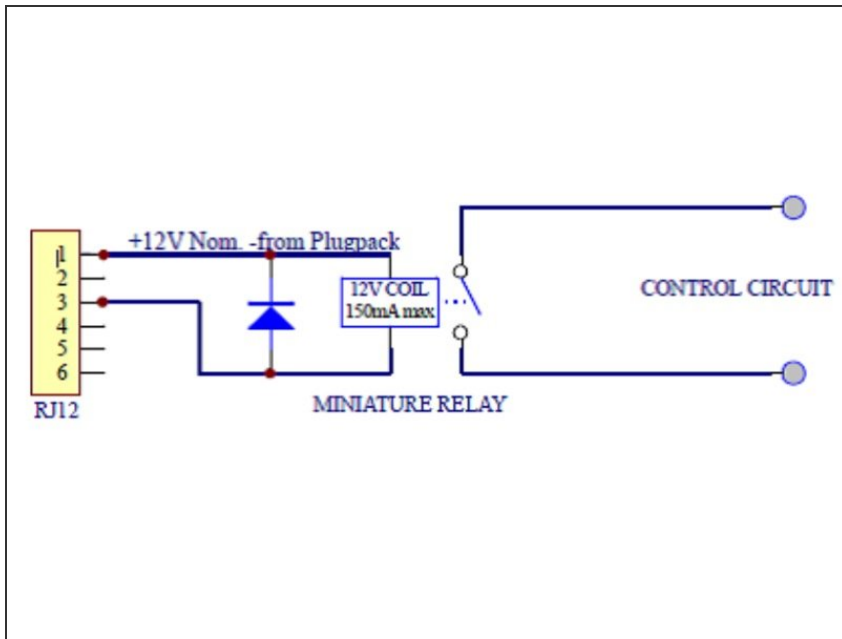 +12V Nom. -from Plugpack
1
2
3
4
5
6
RJ12
12V COIL
150mA max
CONTROL CIRCUIT
MINIATURE RELAY